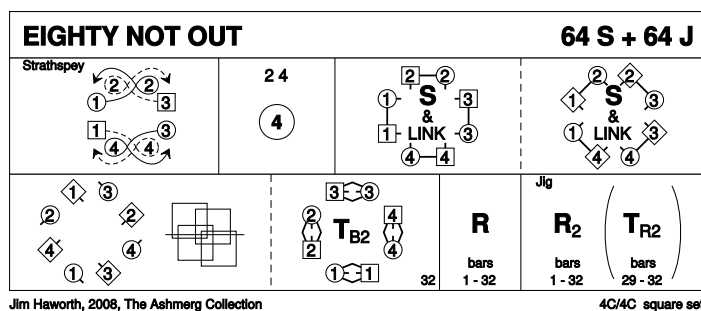 EIGHTY NOT OUT 64 S + 64 J
Strathspey
2 2
1 3
1 3
4 4
2 4
4
2 2
1 S 3
&
1 LINK 3
4 4
2 2
1 S 3
&
1 LINK 3
4 4
1 3
2 2
4 4
1 3
3 3
2 4
TB2
2 4
1 1
32
R
bars
1 - 32
Jig
R2
bars
1 - 32
TR2
bars
29 - 32
Jim Haworth, 2008, The Ashmerg Collection 4C/4C square set